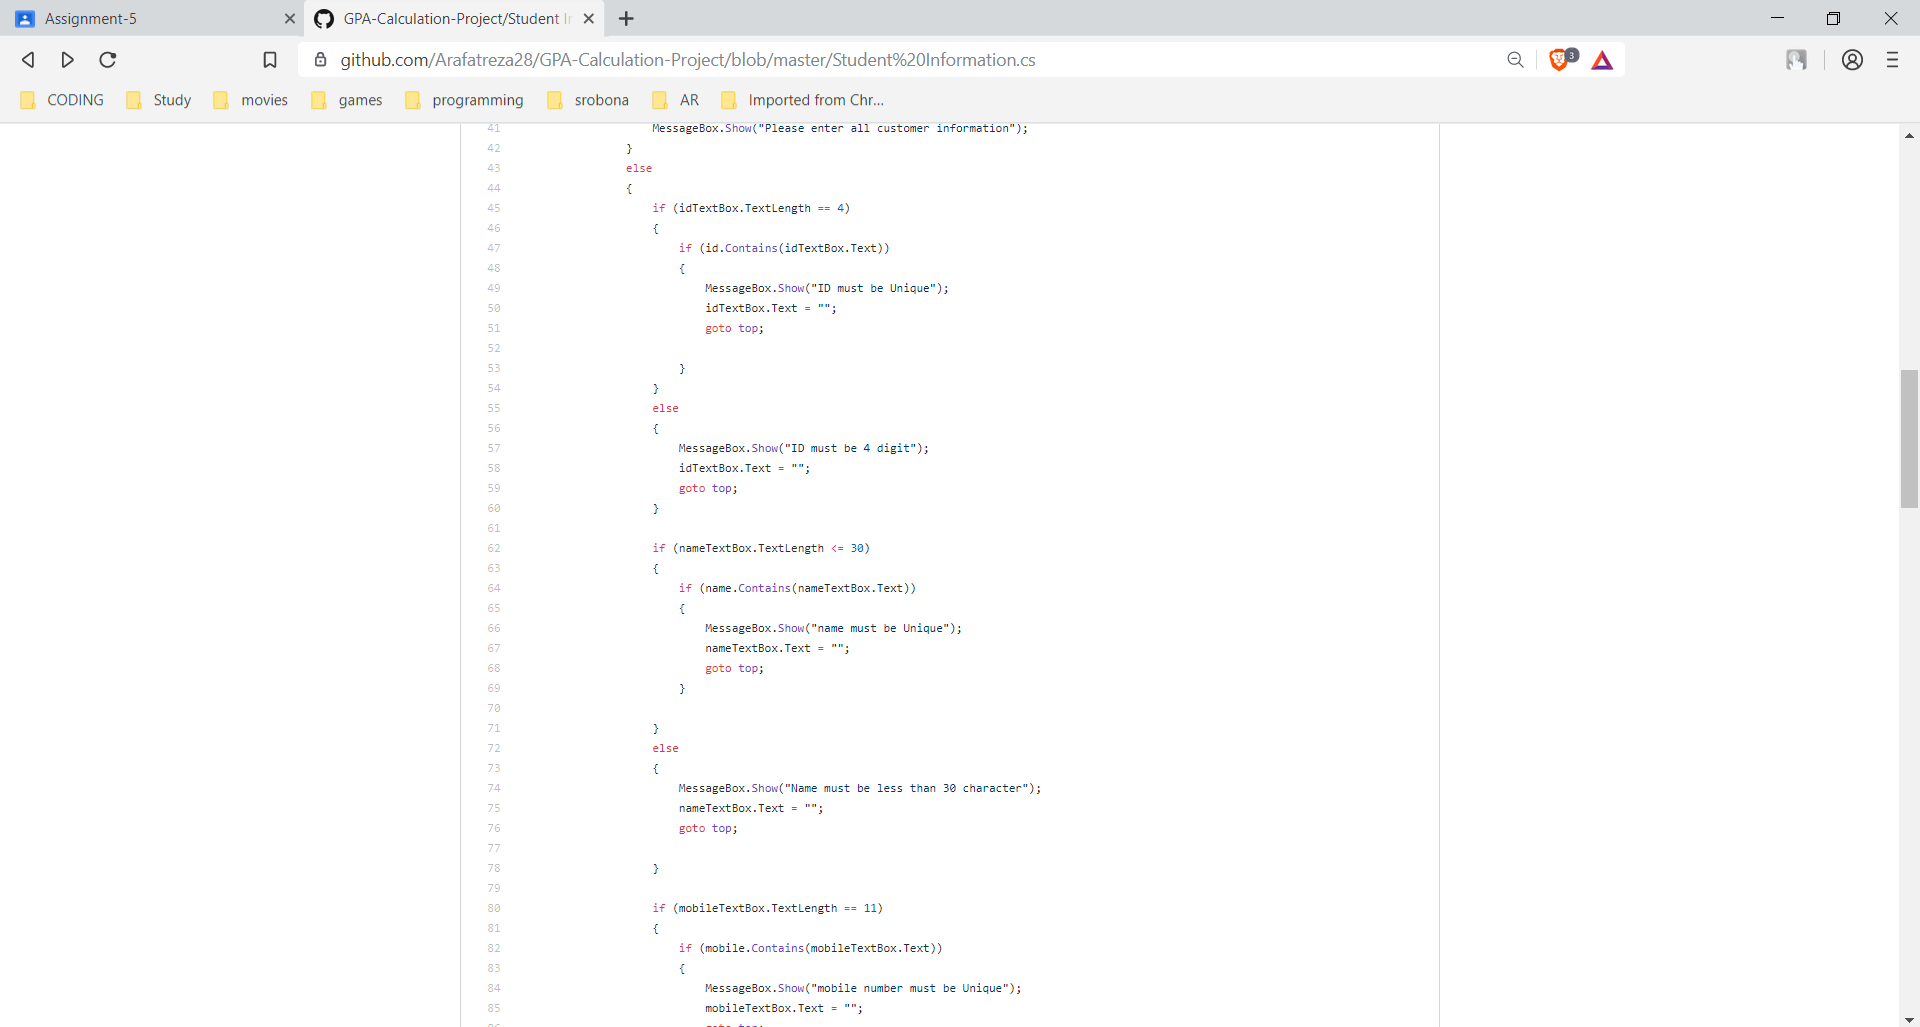 Assignment-5
GPA-Calculation-Project/Student I
github.com/Arafatreza28/GPA-Calculation-Project/blob/master/Student%20Information.cs
3
CODING Study movies games programming srobona AR Imported from Chr...
41 MessageBox.Show("Please enter all customer information");
42 }
43 else
44 {
45 if (idTextBox.TextLength == 4)
46 {
47 if (id.Contains(idTextBox.Text))
48 {
49 MessageBox.Show("ID must be Unique");
50 idTextBox.Text = "";
51 goto top;
52
53 }
54 }
55 else
56 {
57 MessageBox.Show("ID must be 4 digit");
58 idTextBox.Text = "";
59 goto top;
60 }
61
62 if (nameTextBox.TextLength <= 30)
63 {
64 if (name.Contains(nameTextBox.Text))
65 {
66 MessageBox.Show("name must be Unique");
67 nameTextBox.Text = "";
68 goto top;
69 }
70
71 }
72 else
73 {
74 MessageBox.Show("Name must be less than 30 character");
75 nameTextBox.Text = "";
76 goto top;
77
78 }
79
80 if (mobileTextBox.TextLength == 11)
81 {
82 if (mobile.Contains(mobileTextBox.Text))
83 {
84 MessageBox.Show("mobile number must be Unique");
85 mobileTextBox.Text = "";
86 goto top;